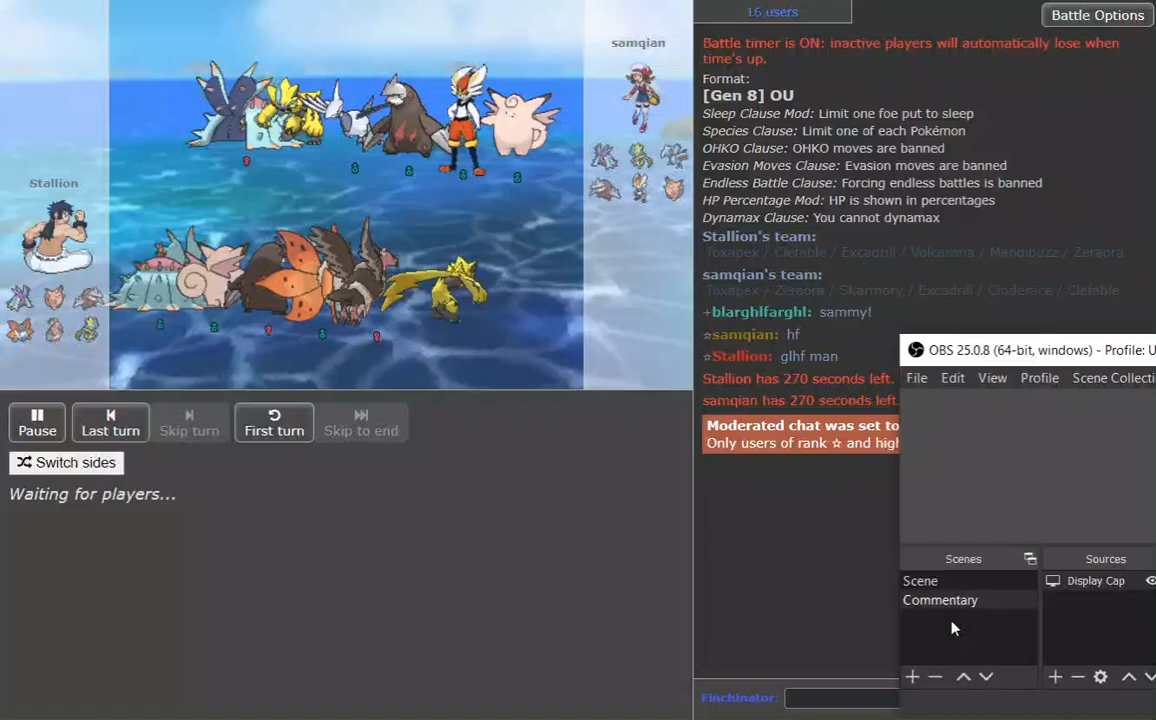 16 users
Battle Options
samqian
Stallion
Pause
Last turn
Skip turn
First turn
Skip to end
Switch sides
Waiting for players...
Battle timer is ON: inactive players will automatically lose when
time's up.
Format:
[Gen 8] OU
Sleep Clause Mod: Limit one foe put to sleep
Species Clause: Limit one of each Pokémon
OHKO Clause: OHKO moves are banned
Evasion Moves Clause: Evasion moves are banned
Endless Battle Clause: Forcing endless battles is banned
HP Percentage Mod: HP is shown in percentages
Dynamax Clause: You cannot dynamax
Stallion's team:
Toxapex / Clefable / Excadrill / Volcarona / Mandibuzz / Zeraora
samqian's team:
Toxapex / Zeraora / Skarmory / Excadrill / Cinderace / Clefable
+blarghlfarghl: sammy!
☆samqian: hf
☆Stallion: glhf man
Stallion has 270 seconds left.
samqian has 270 seconds left.
Moderated chat was set to
Only users of rank ☆ and high
Finchinator:
OBS 25.0.8 (64-bit, windows) - Profile: U
File Edit View Profile Scene Collecti
Scenes
Sources
Scene
Commentary
Display Cap